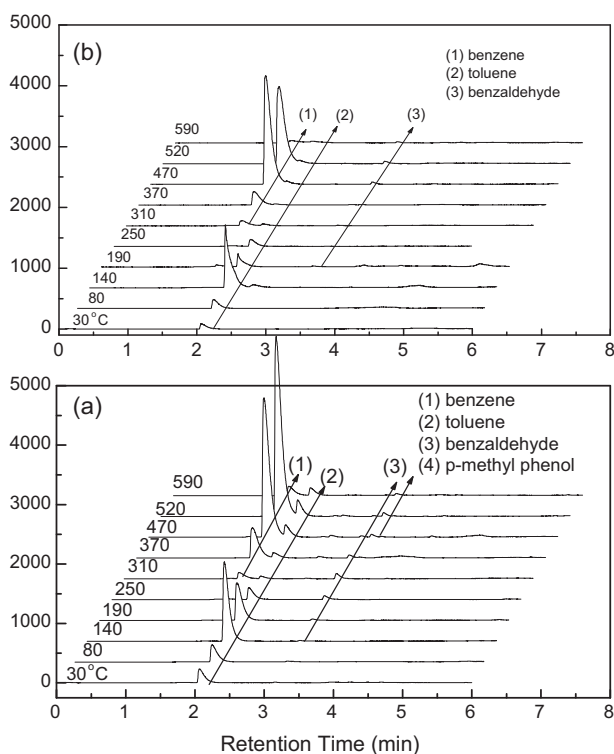 5000
(b)
(1) benzene
(2) toluene
(3) benzaldehyde
4000
(1)
(2)
(3)
3000
590
520
470
2000
370
310
250
1000
190
140
80
0
30°C
0 1 2 3 4 5 6 7 8
5000
(a)
(1) benzene
(2) toluene
(3) benzaldehyde
(4) p-methyl phenol
4000
(1)
(2)
(3)
3000
590
520
470
2000
370
310
250
1000
190
140
80
0
30°C
0 1 2 3 4 5 6 7 8
Retention Time (min)